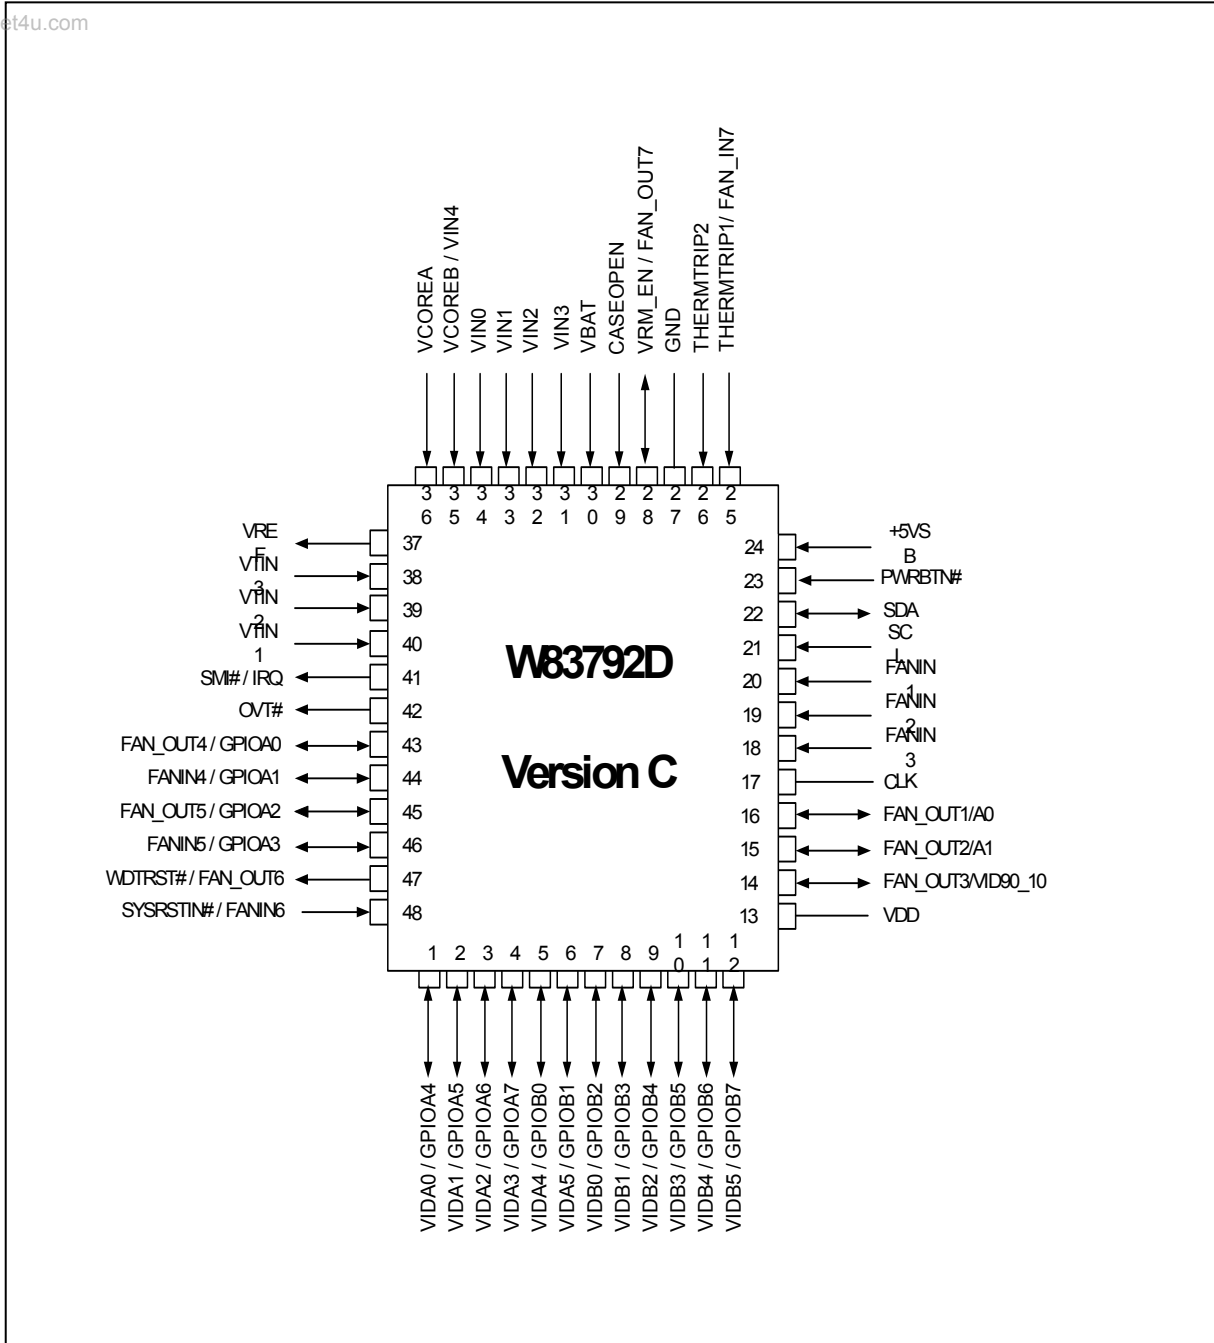 et4u.com
VCOREA
VCOREB / VIN4
VIN0
VIN1
VIN2
VIN3
VBAT
CASEOPEN
VRM_EN / FAN_OUT7
GND
THERMTRIP2
THERMTRIP1/ FAN_IN7
36
35
34
33
32
31
30
29
28
27
26
25
VREF
37
VTIN3
38
VTIN2
39
VTIN1
40
SMI# / IRQ
41
OVT#
42
FAN_OUT4 / GPIOA0
43
FANIN4 / GPIOA1
44
FAN_OUT5 / GPIOA2
45
FANIN5 / GPIOA3
46
WDTRST# / FAN_OUT6
47
SYSRSTIN# / FANIN6
48
W83792D
Version C
24
+5VSB
23
PWRBTN#
22
SDA
21
SCL
20
FANIN1
19
FANIN2
18
FANIN3
17
CLK
16
FAN_OUT1/A0
15
FAN_OUT2/A1
14
FAN_OUT3/VID90_10
13
VDD
1
2
3
4
5
6
7
8
9
10
11
12
VIDA0 / GPIOA4
VIDA1 / GPIOA5
VIDA2 / GPIOA6
VIDA3 / GPIOA7
VIDA4 / GPIOB0
VIDA5 / GPIOB1
VIDB0 / GPIOB2
VIDB1 / GPIOB3
VIDB2 / GPIOB4
VIDB3 / GPIOB5
VIDB4 / GPIOB6
VIDB5 / GPIOB7